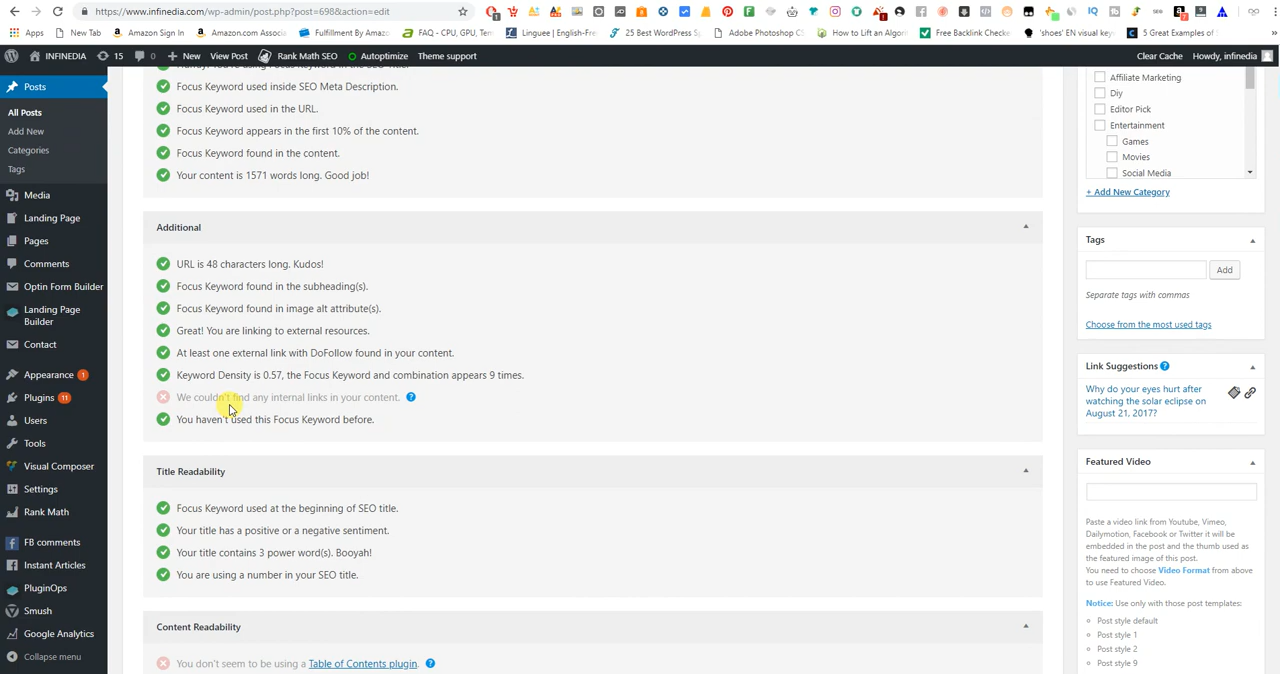 https://www.infinedia.com/wp-admin/post.php?post=698&action=edit
Apps
New Tab
Amazon Sign In
Amazon.com Associ
Fulfillment By Amazo
FAQ - CPU, GPU, Tem
Linguee | English-Fre
25 Best WordPress S
Adobe Photoshop C
How to Lift an Algori
Free Backlink Checke
'shoes' EN visual key
5 Great Examples of
INFINEDIA
15
0
New
View Post
Rank Math SEO
Autoptimize
Theme support
Clear Cache
Howdy, infinedia
Posts
All Posts
Add New
Categories
Tags
Media
Landing Page
Pages
Comments
Optin Form Builder
Landing Page
Builder
Contact
Appearance 1
Plugins 11
Users
Tools
Visual Composer
Settings
Rank Math
FB comments
Instant Articles
PluginOps
Smush
Google Analytics
Collapse menu
Focus Keyword used inside SEO Meta Description.
Focus Keyword used in the URL.
Focus Keyword appears in the first 10% of the content.
Focus Keyword found in the content.
Your content is 1571 words long. Good job!
Additional
URL is 48 characters long. Kudos!
Focus Keyword found in the subheading(s).
Focus Keyword found in image alt attribute(s).
Great! You are linking to external resources.
At least one external link with DoFollow found in your content.
Keyword Density is 0.57, the Focus Keyword and combination appears 9 times.
We couldn't find any internal links in your content.
You haven't used this Focus Keyword before.
Title Readability
Focus Keyword used at the beginning of SEO title.
Your title has a positive or a negative sentiment.
Your title contains 3 power word(s). Booyah!
You are using a number in your SEO title.
Content Readability
You don't seem to be using a Table of Contents plugin.
Affiliate Marketing
Diy
Editor Pick
Entertainment
Games
Movies
Social Media
+ Add New Category
Tags
Add
Separate tags with commas
Choose from the most used tags
Link Suggestions
Why do your eyes hurt after
watching the solar eclipse on
August 21, 2017?
Featured Video
Paste a video link from Youtube, Vimeo,
Dailymotion, Facebook or Twitter it will be
embedded in the post and the thumb used as
the featured image of this post.
You need to choose Video Format from above
to use Featured Video.
Notice: Use only with those post templates:
Post style default
Post style 1
Post style 2
Post style 9